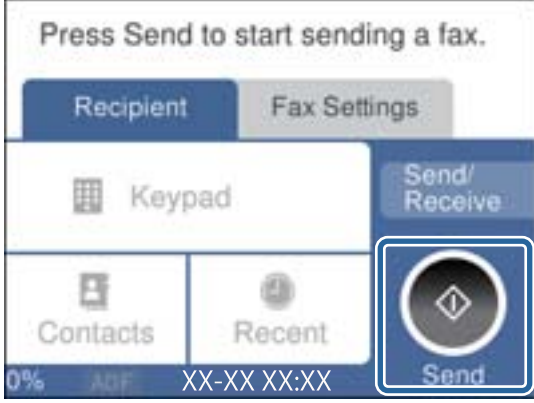 Press Send to start sending a fax.
Recipient
Fax Settings
Keypad
Send/
Receive
Contacts
Recent
Send
0%
ADF
XX-XX XX:XX